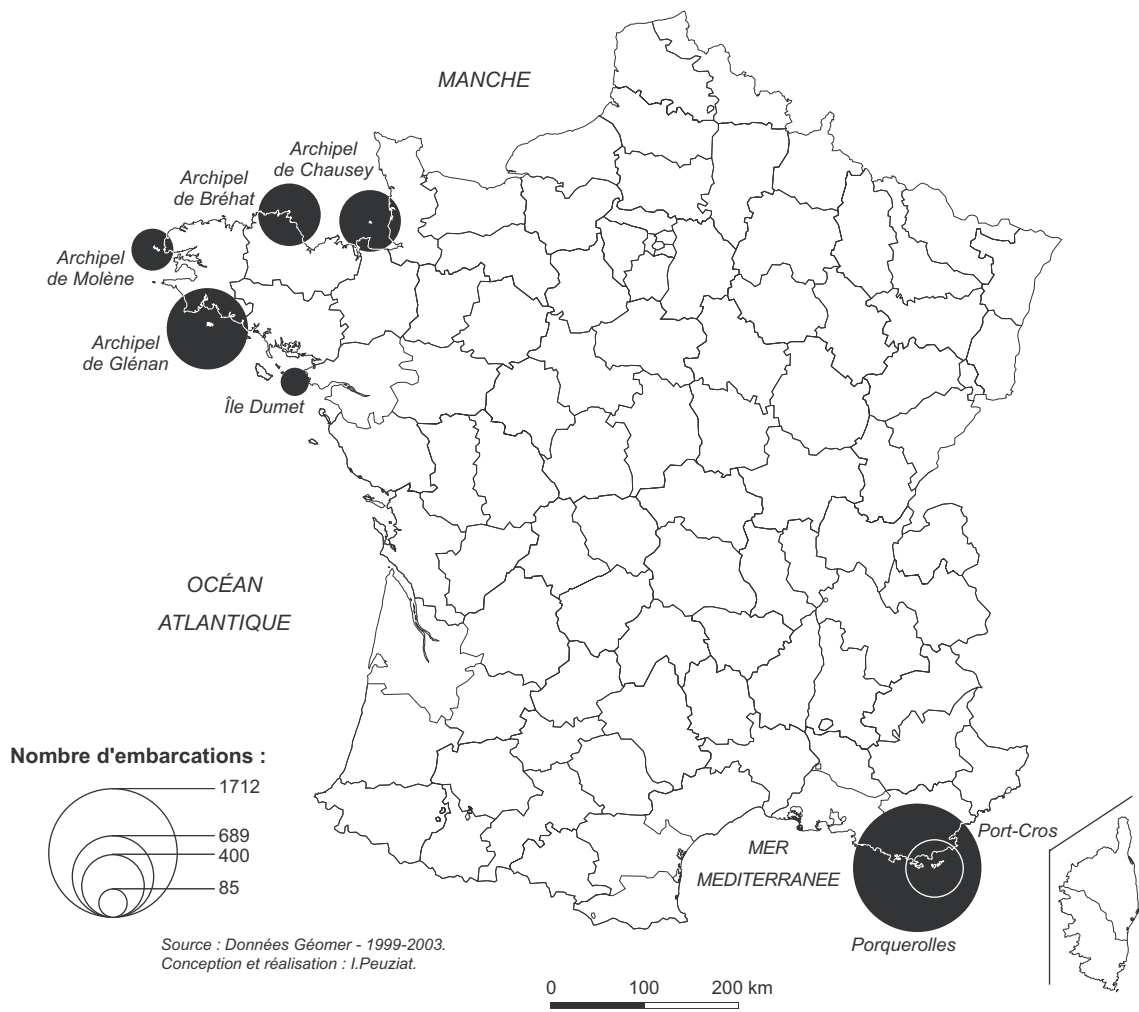 MANCHE
Archipel
de Chausey
Archipel
de Bréhat
Archipel
de Molène
Archipel
de Glénan
Île Dumet
OCÉAN
ATLANTIQUE
Nombre d'embarcations :
1712
689
400
85
Port-Cros
MER
MEDITERRANEE
Porquerolles
Source : Données Géomer - 1999-2003.
Conception et réalisation : I.Peuziat.
0 100 200 km